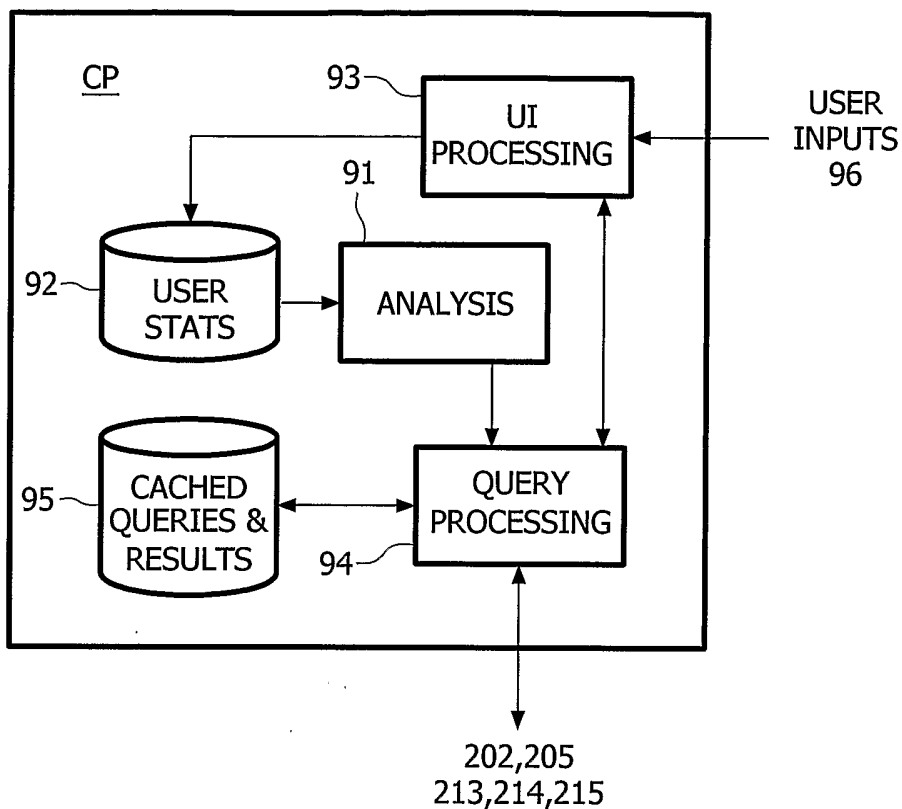 CP
93
UI
PROCESSING
USER
INPUTS
96
91
92
USER
STATS
ANALYSIS
95
CACHED
QUERIES &
RESULTS
QUERY
PROCESSING
94
202,205
213,214,215